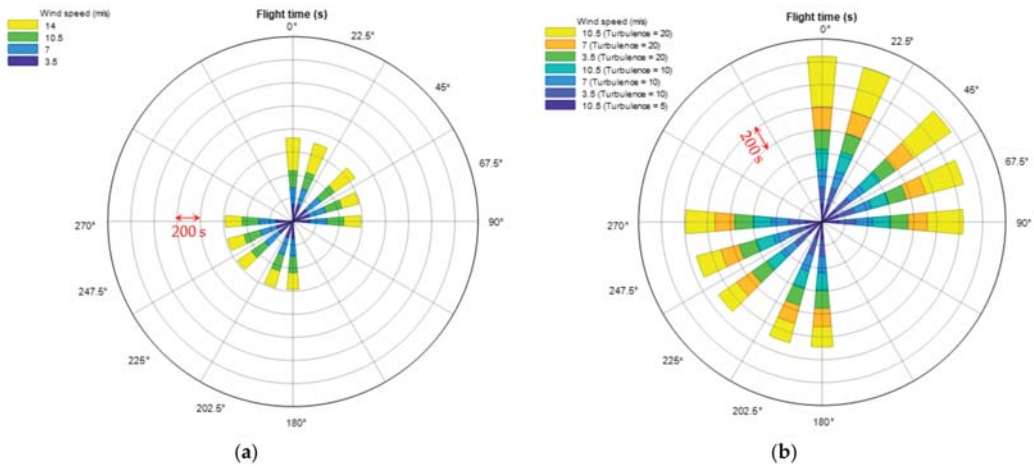 Wind speed (m/s)
14
10.5
7
3.5
Flight time (s)
0°
22.5°
45°
67.5°
90°
270°
247.5°
225°
202.5°
180°
200 s
(a)
Wind speed (m/s)
10.5 (Turbulence = 20)
7 (Turbulence = 20)
3.5 (Turbulence = 20)
10.5 (Turbulence = 10)
7 (Turbulence = 10)
3.5 (Turbulence = 10)
10.5 (Turbulence = 5)
Flight time (s)
0°
22.5°
45°
67.5°
90°
270°
247.5°
225°
202.5°
180°
200 s
(b)